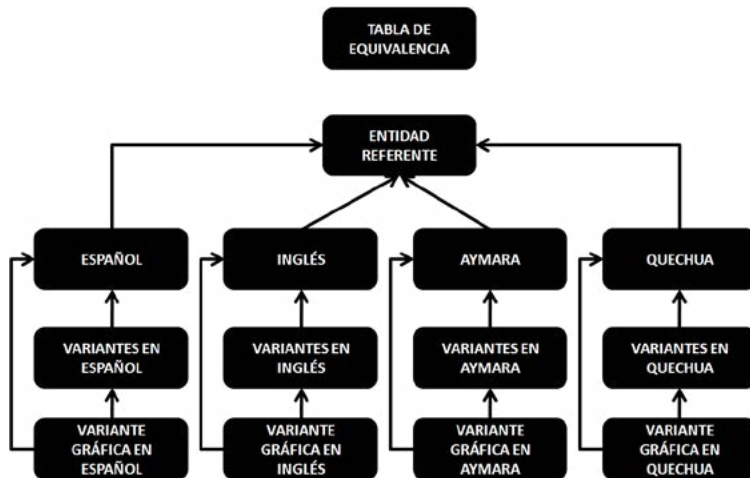 TABLA DE
EQUIVALENCIA
ENTIDAD
REFERENTE
ESPAÑOL
INGLÉS
AYMARA
QUECHUA
VARIANTES EN
ESPAÑOL
VARIANTES EN
INGLÉS
VARIANTES EN
AYMARA
VARIANTES EN
QUECHUA
VARIANTE
GRÁFICA EN
ESPAÑOL
VARIANTE
GRÁFICA EN
INGLÉS
VARIANTE
GRÁFICA EN
AYMARA
VARIANTE
GRÁFICA EN
QUECHUA